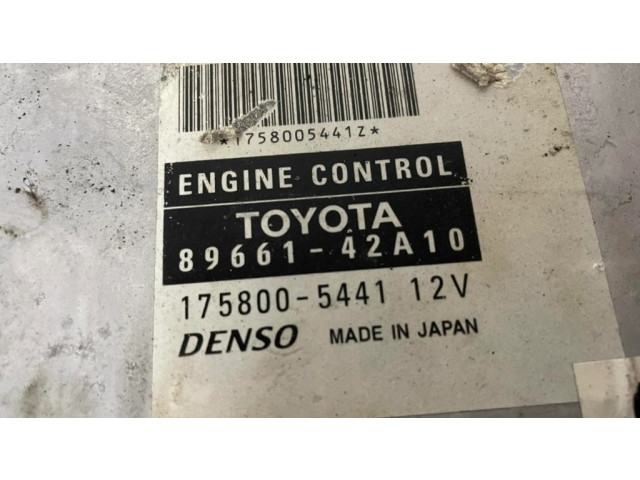 *1758005441Z*
ENGINE CONTROL
TOYOTA
89661-42A10
175800-5441 12V
DENSO MADE IN JAPAN